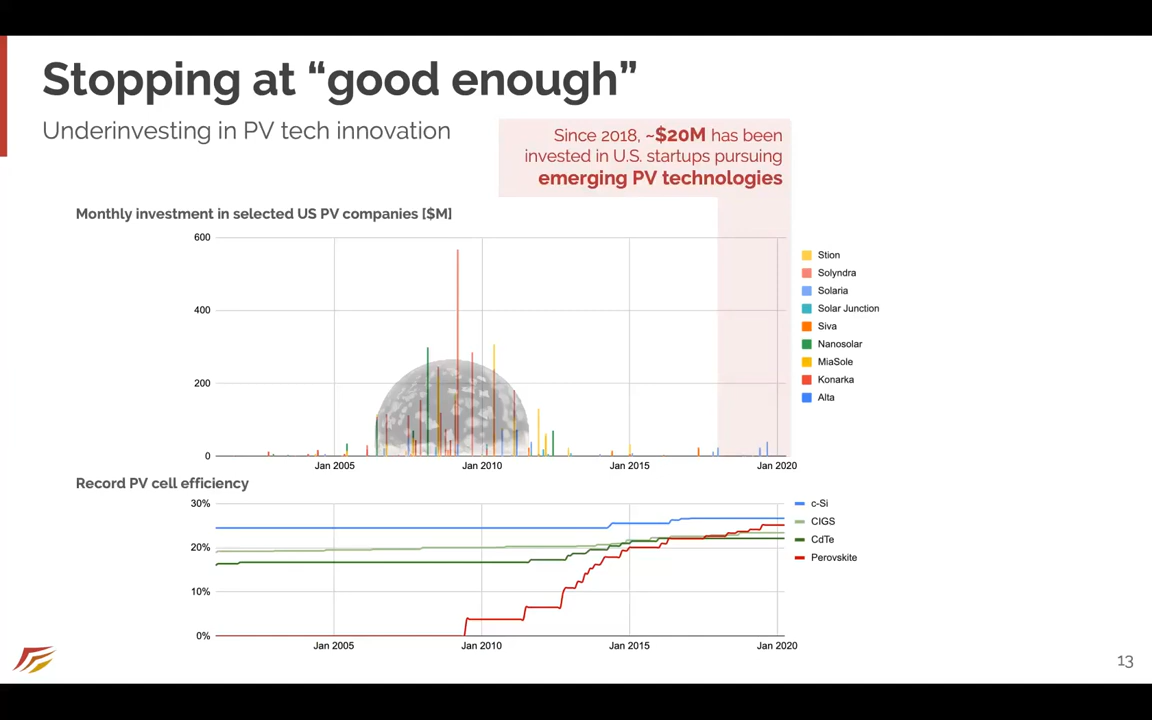 Stopping at “good enough”
Underinvesting in PV tech innovation
Since 2018, ~$20M has been
invested in U.S. startups pursuing
emerging PV technologies
Monthly investment in selected US PV companies [$M]
600
400
200
0
Jan 2005
Jan 2010
Jan 2015
Jan 2020
Stion
Solyndra
Solaria
Solar Junction
Siva
Nanosolar
MiaSole
Konarka
Alta
Record PV cell efficiency
30%
20%
10%
0%
Jan 2005
Jan 2010
Jan 2015
Jan 2020
c-Si
CIGS
CdTe
Perovskite
13